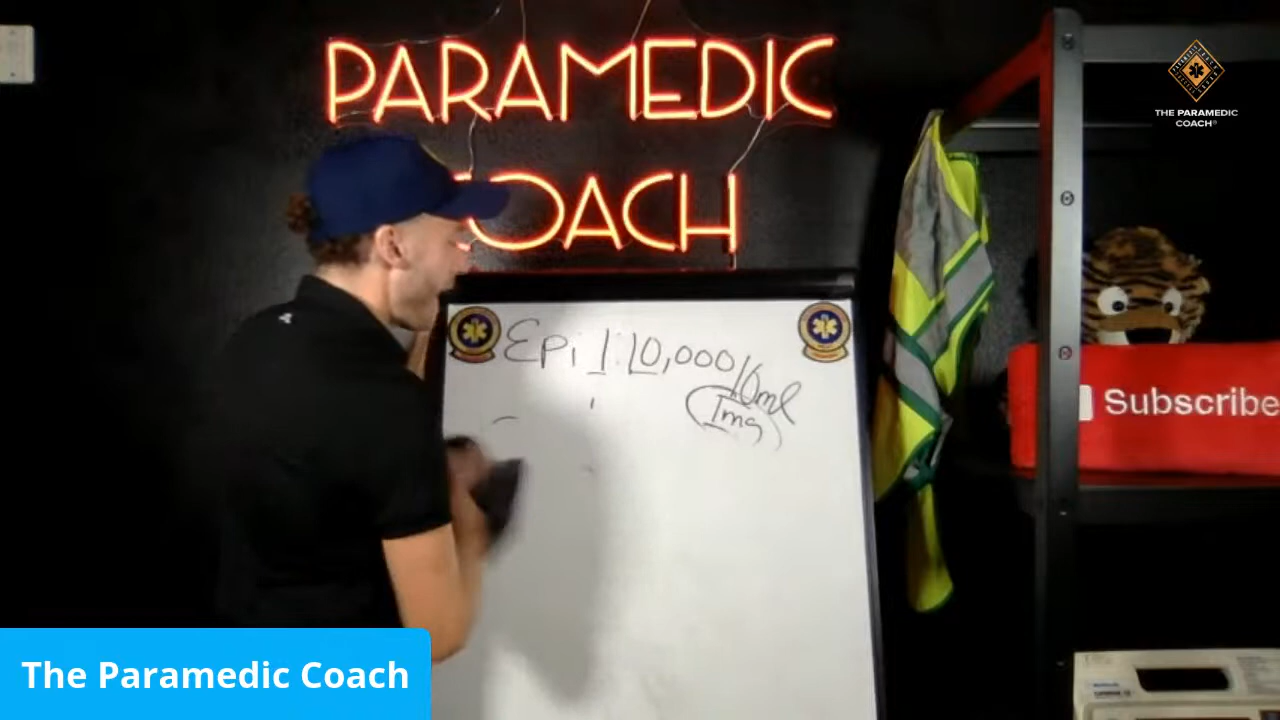 PARAMEDIC
COACH
THE PARAMEDIC
COACH®
Epi 1:10,000/10ml
1mg
Subscribe
The Paramedic Coach